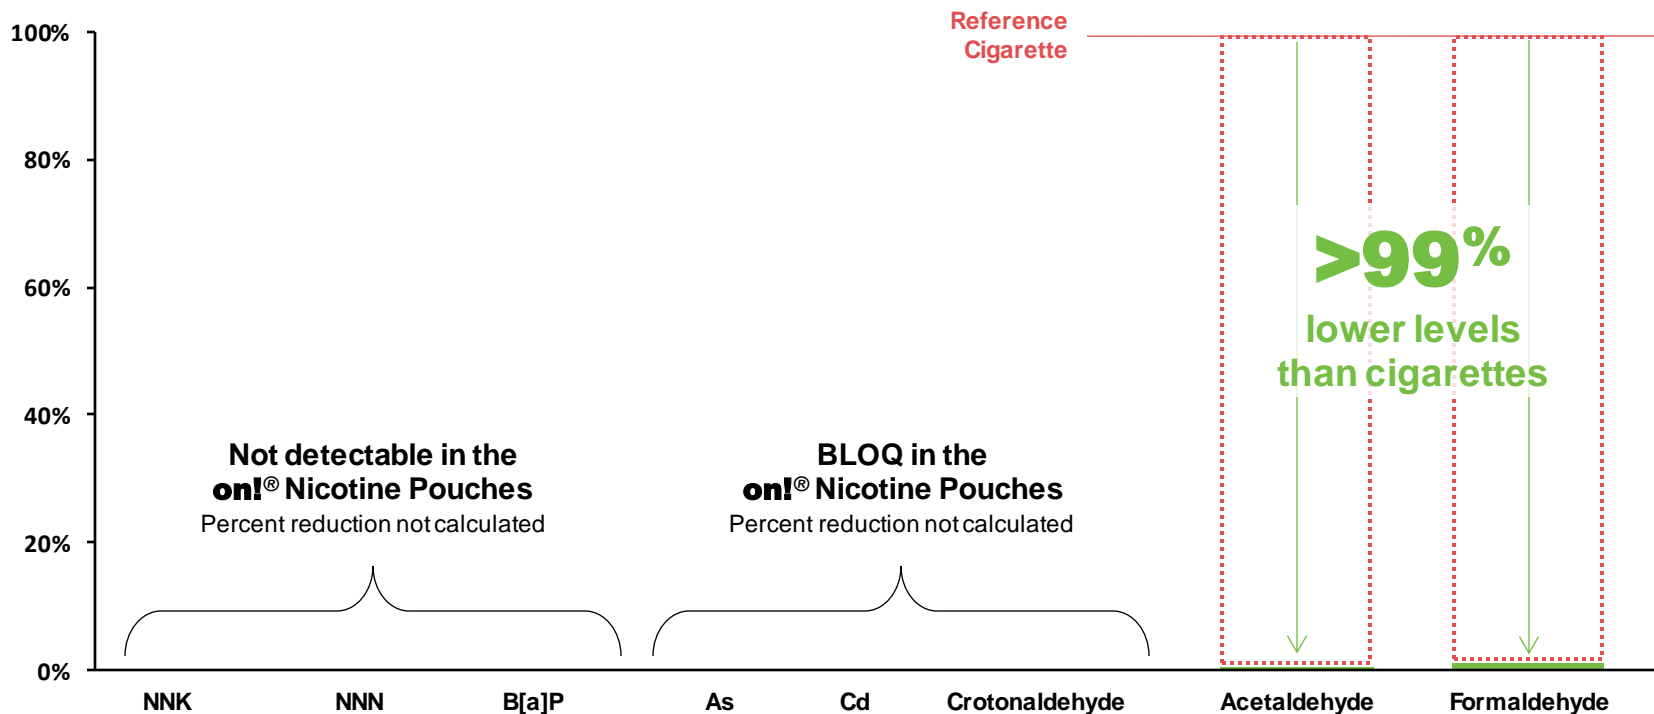 Reference
Cigarette
100%
80%
60%
40%
20%
0%
>99%
lower levels
than cigarettes
Not detectable in the
on!® Nicotine Pouches
Percent reduction not calculated
BLOQ in the
on!® Nicotine Pouches
Percent reduction not calculated
NNK NNN B[a]P As Cd Crotonaldehyde Acetaldehyde Formaldehyde